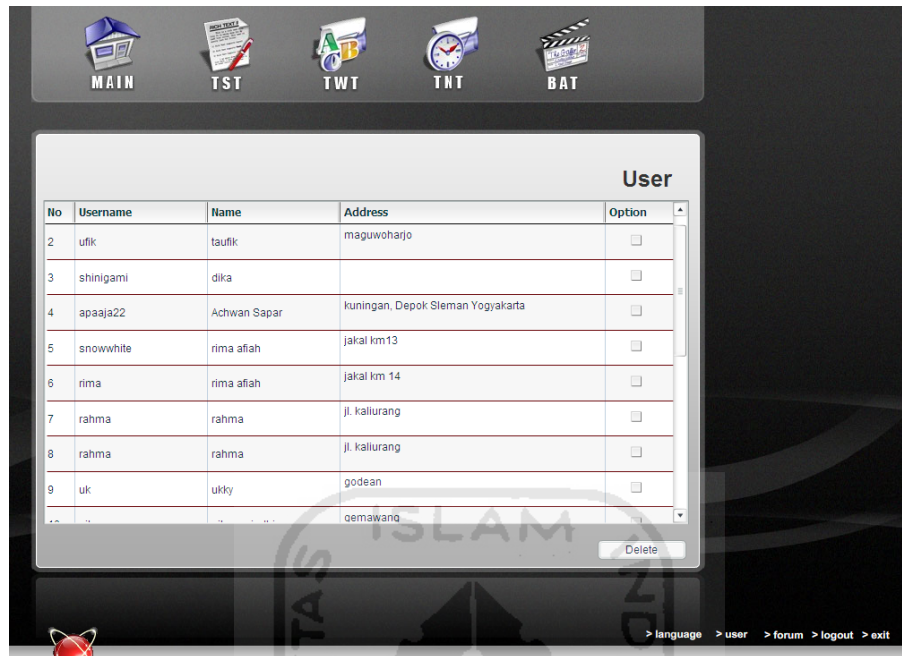 MAIN TST TWT TNT BAT
User
No Username Name Address Option
2 ufik taufik maguwoharjo
3 shinigami dika
4 apaaja22 Achwan Sapar kuningan, Depok Sleman Yogyakarta
5 snowwhite rima afiah jakal km13
6 rima rima afiah jakal km 14
7 rahma rahma jl. kaliurang
8 rahma rahma jl. kaliurang
9 uk ukky godean
gemawang
Delete
ISLAM
> language > user > forum > logout > exit